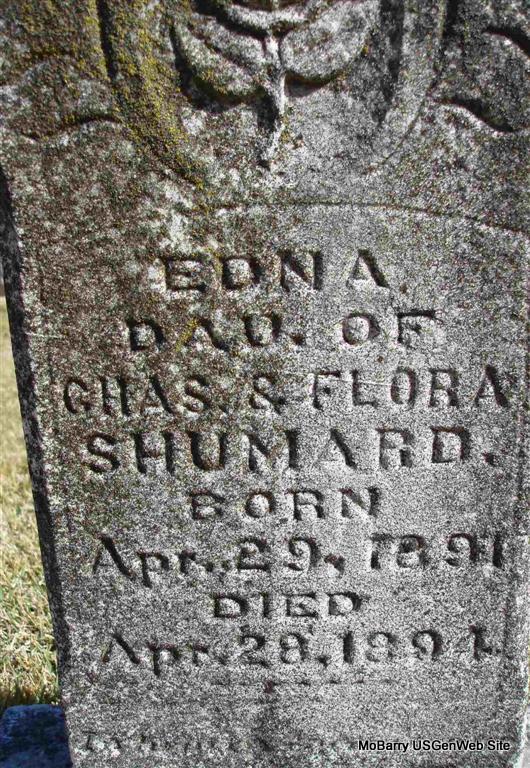 EDNA
DAU. OF
CHAS. & FLORA
SHUMARD.
BORN
Apr. 29, 1891
DIED
Apr. 28, 1894.
MoBarry USGenWeb Site